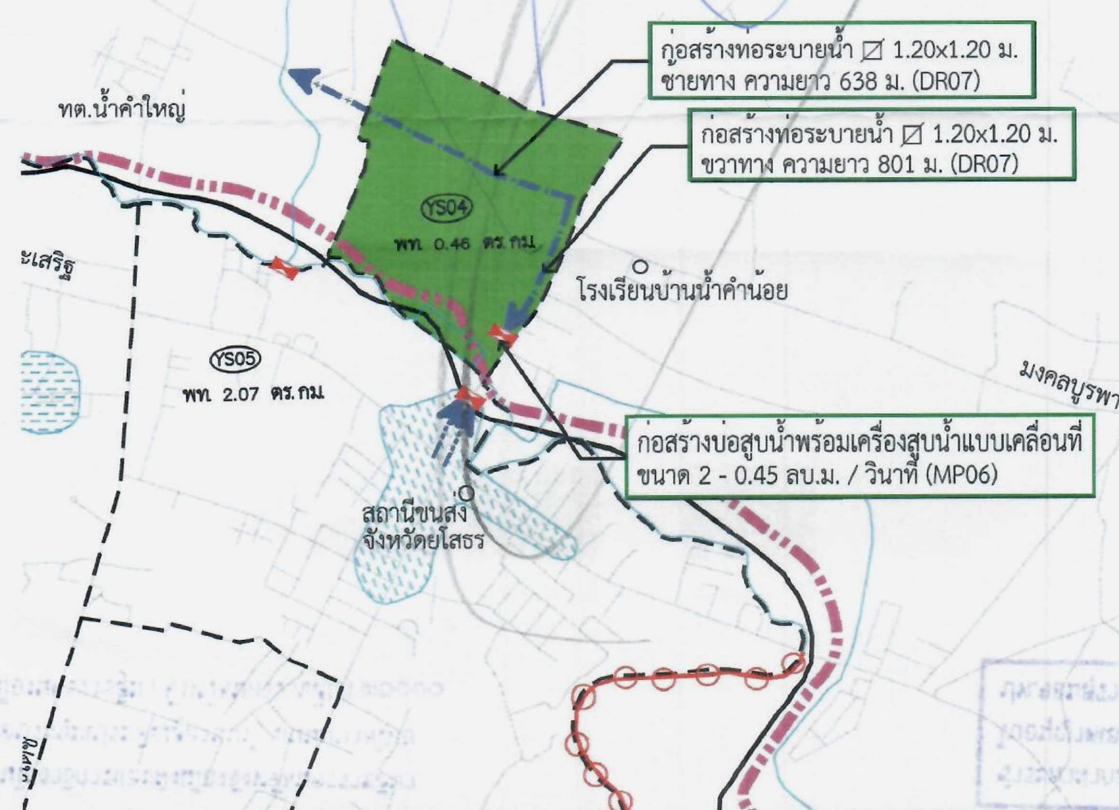 ก่อสร้างท่อระบายน้ำ 1.20x1.20 ม.
ซ้ายทาง ความยาว 638 ม. (DR07)
ทต.น้ำคำใหญ่
ก่อสร้างท่อระบายน้ำ 1.20x1.20 ม.
ขวาทาง ความยาว 801 ม. (DR07)
YS04
พท. 0.46 ตร.กม.
ะเสริฐ
โรงเรียนบ้านน้ำคำน้อย
YS05
พท. 2.07 ตร.กม.
มงคลบูรพา
ก่อสร้างบ่อสูบน้ำพร้อมเครื่องสูบน้ำแบบเคลื่อนที่
ขนาด 2 - 0.45 ลบ.ม. / วินาที (MP06)
สถานีขนส่ง
จังหวัดยโสธร